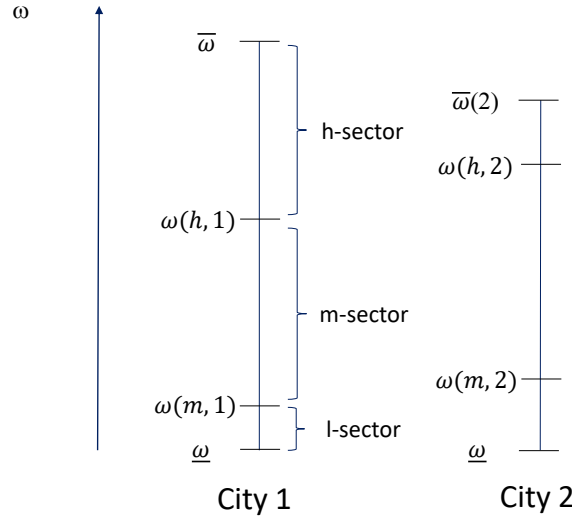 ω
ω̅
h-sector
ω̅(2)
ω(h, 2)
ω(h, 1)
m-sector
ω(m, 2)
ω(m, 1)
l-sector
ω̲
ω̲
City 1
City 2